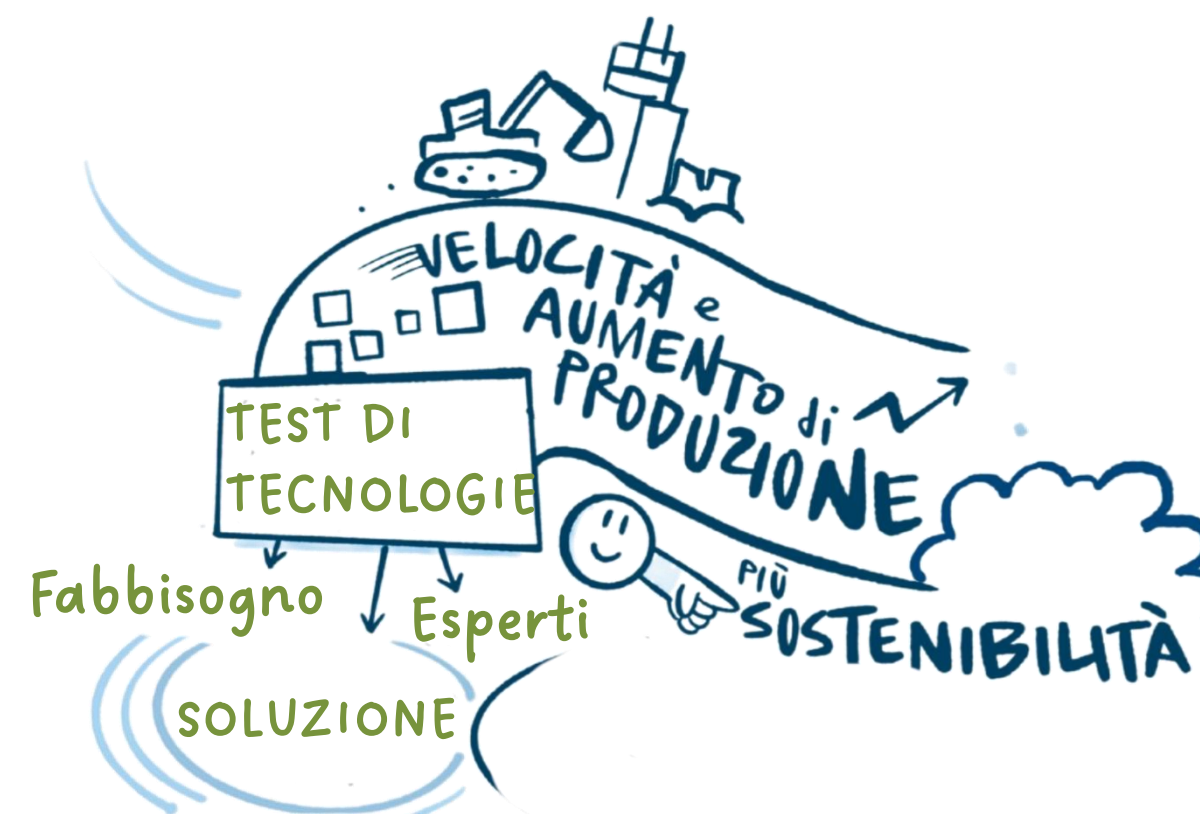 VELOCITÀ e
AUMENTO di
PRODUZIONE
TEST DI
TECNOLOGIE
PIÙ
SOSTENIBILITÀ
Fabbisogno
Esperti
SOLUZIONE